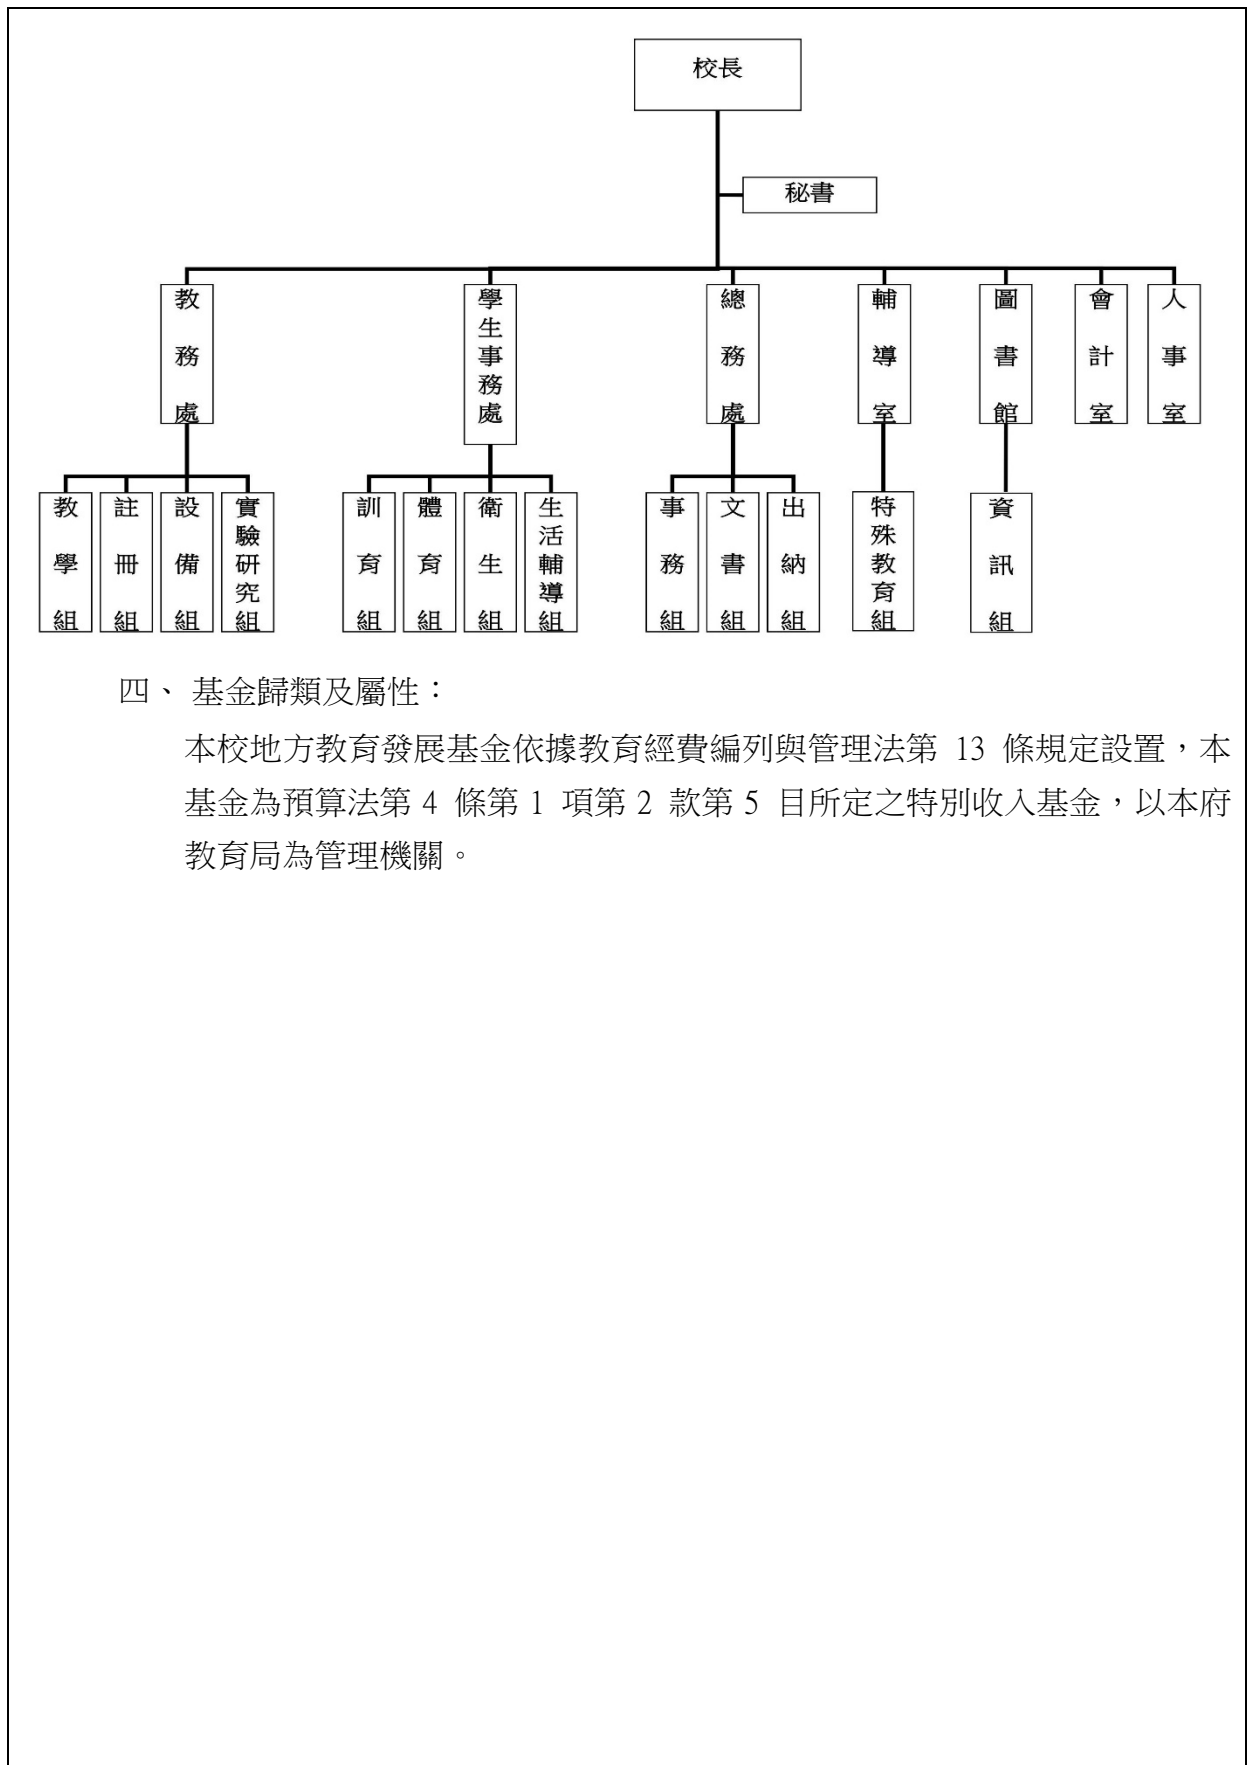 校長
秘書
教務處
學生事務處
總務處
輔導室
圖書館
會計室
人事室
教學組
註冊組
設備組
實驗研究組
訓育組
體育組
衛生組
生活輔導組
事務組
文書組
出納組
特殊教育組
資訊組
四、 基金歸類及屬性：
本校地方教育發展基金依據教育經費編列與管理法第 13 條規定設置，本
基金為預算法第 4 條第 1 項第 2 款第 5 目所定之特別收入基金，以本府
教育局為管理機關。